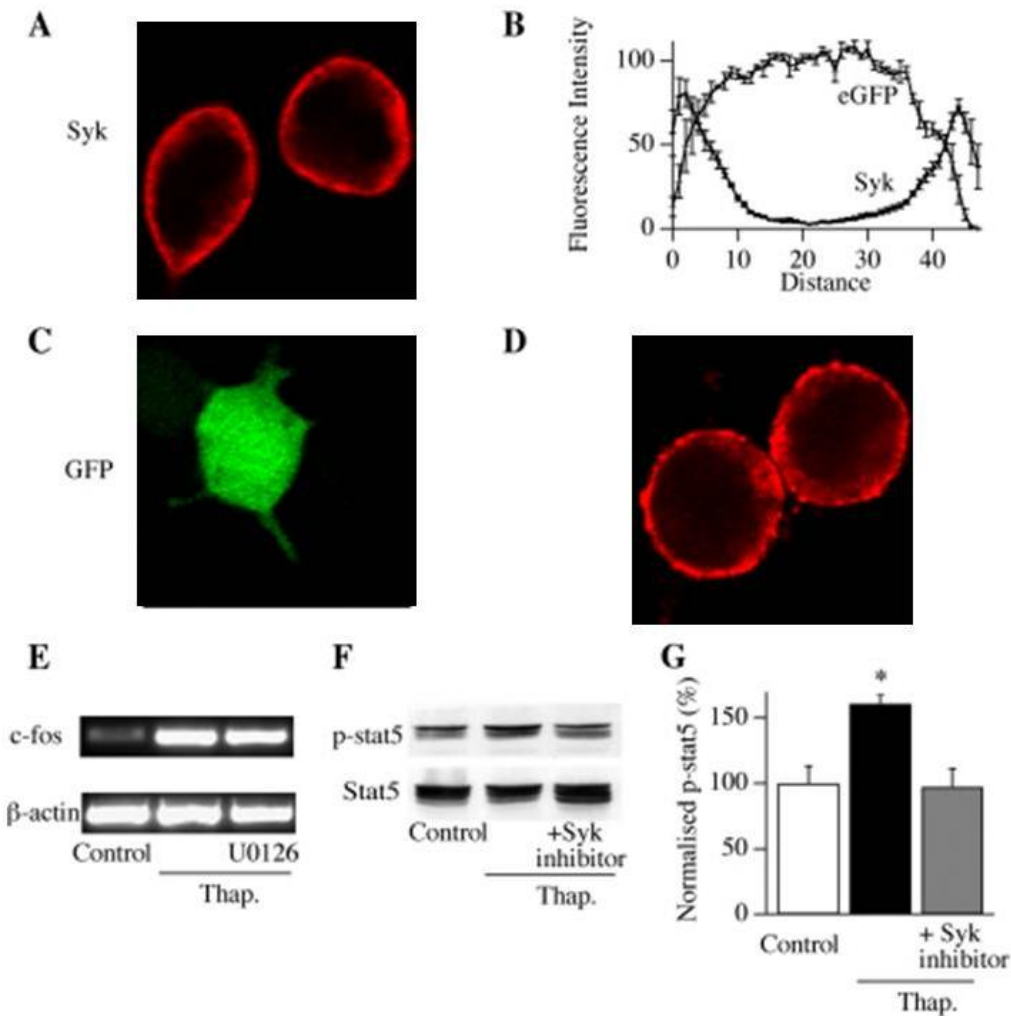 A
Syk
B
Fluorescence Intensity
100
50
0
eGFP
Syk
0 10 20 30 40
Distance
C
GFP
D
E
c-fos
β-actin
Control U0126
Thap.
F
p-stat5
Stat5
Control +Syk
inhibitor
Thap.
G
Normalised p-stat5 (%)
150
100
50
0
*
Control + Syk
inhibitor
Thap.